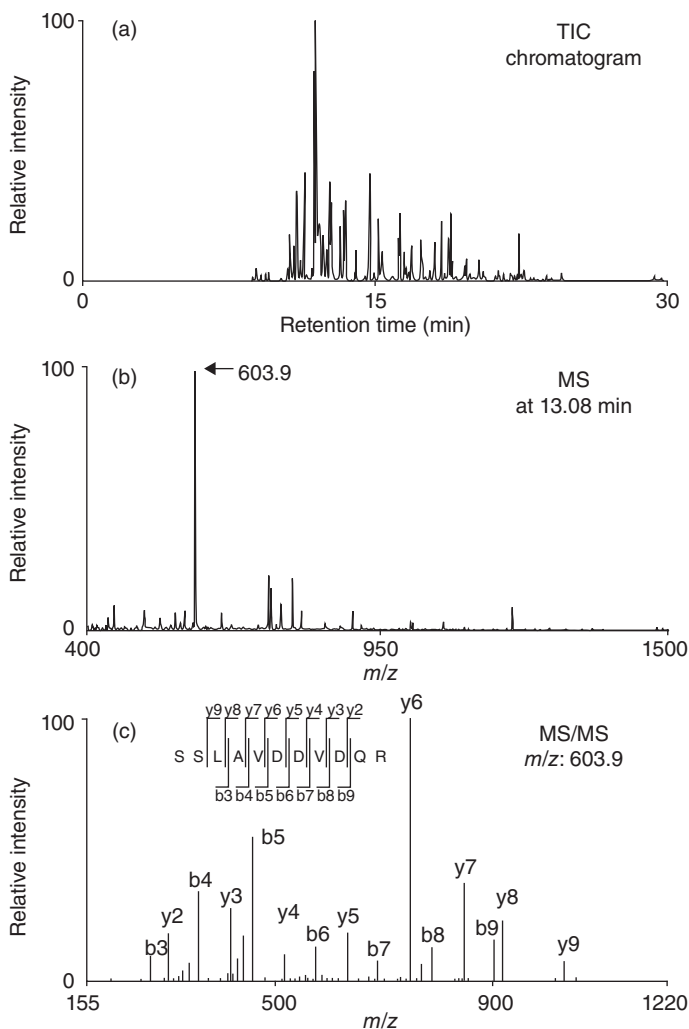 100
(a)
TIC
chromatogram
Relative intensity
0
0
15
30
Retention time (min)
100
(b)
603.9
MS
at 13.08 min
Relative intensity
0
400
950
1500
m/z
y6
100
(c)
y9 y8 y7 y6 y5 y4 y3 y2
S S L A V D D V D Q R
b3 b4 b5 b6 b7 b8 b9
MS/MS
m/z: 603.9
Relative intensity
b5
b4
y7
y3
y8
y2
y4
y5
b9
b3
b6
b8
b7
y9
0
155
500
900
1220
m/z